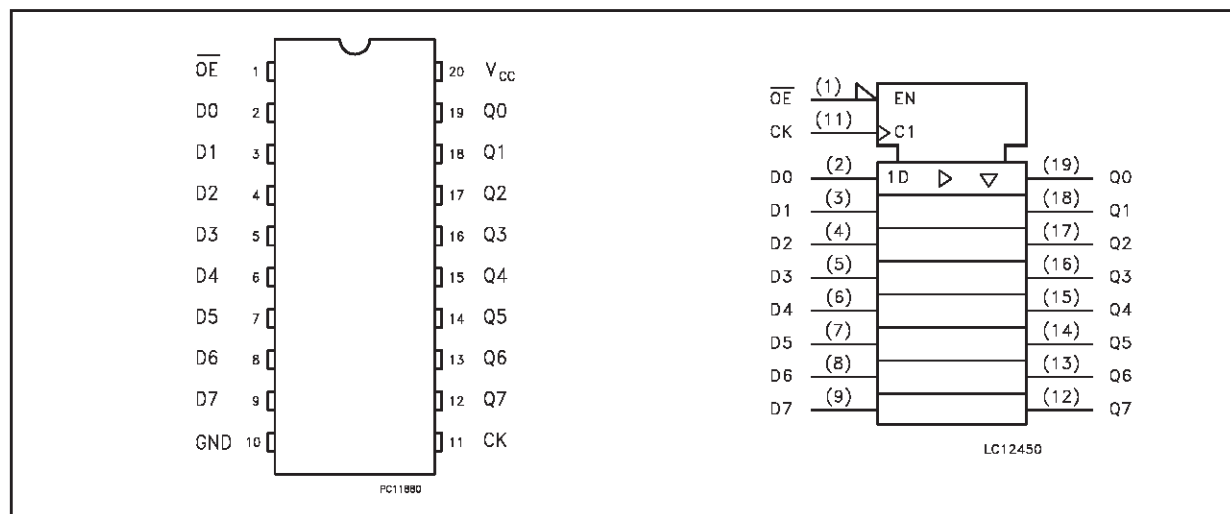 OE 1 20 VCC
D0 2 19 Q0
D1 3 18 Q1
D2 4 17 Q2
D3 5 16 Q3
D4 6 15 Q4
D5 7 14 Q5
D6 8 13 Q6
D7 9 12 Q7
GND 10 11 CK
PC11880
OE (1) EN
CK (11) C1
D0 (2) 1D (19) Q0
D1 (3) (18) Q1
D2 (4) (17) Q2
D3 (5) (16) Q3
D4 (6) (15) Q4
D5 (7) (14) Q5
D6 (8) (13) Q6
D7 (9) (12) Q7
LC12450